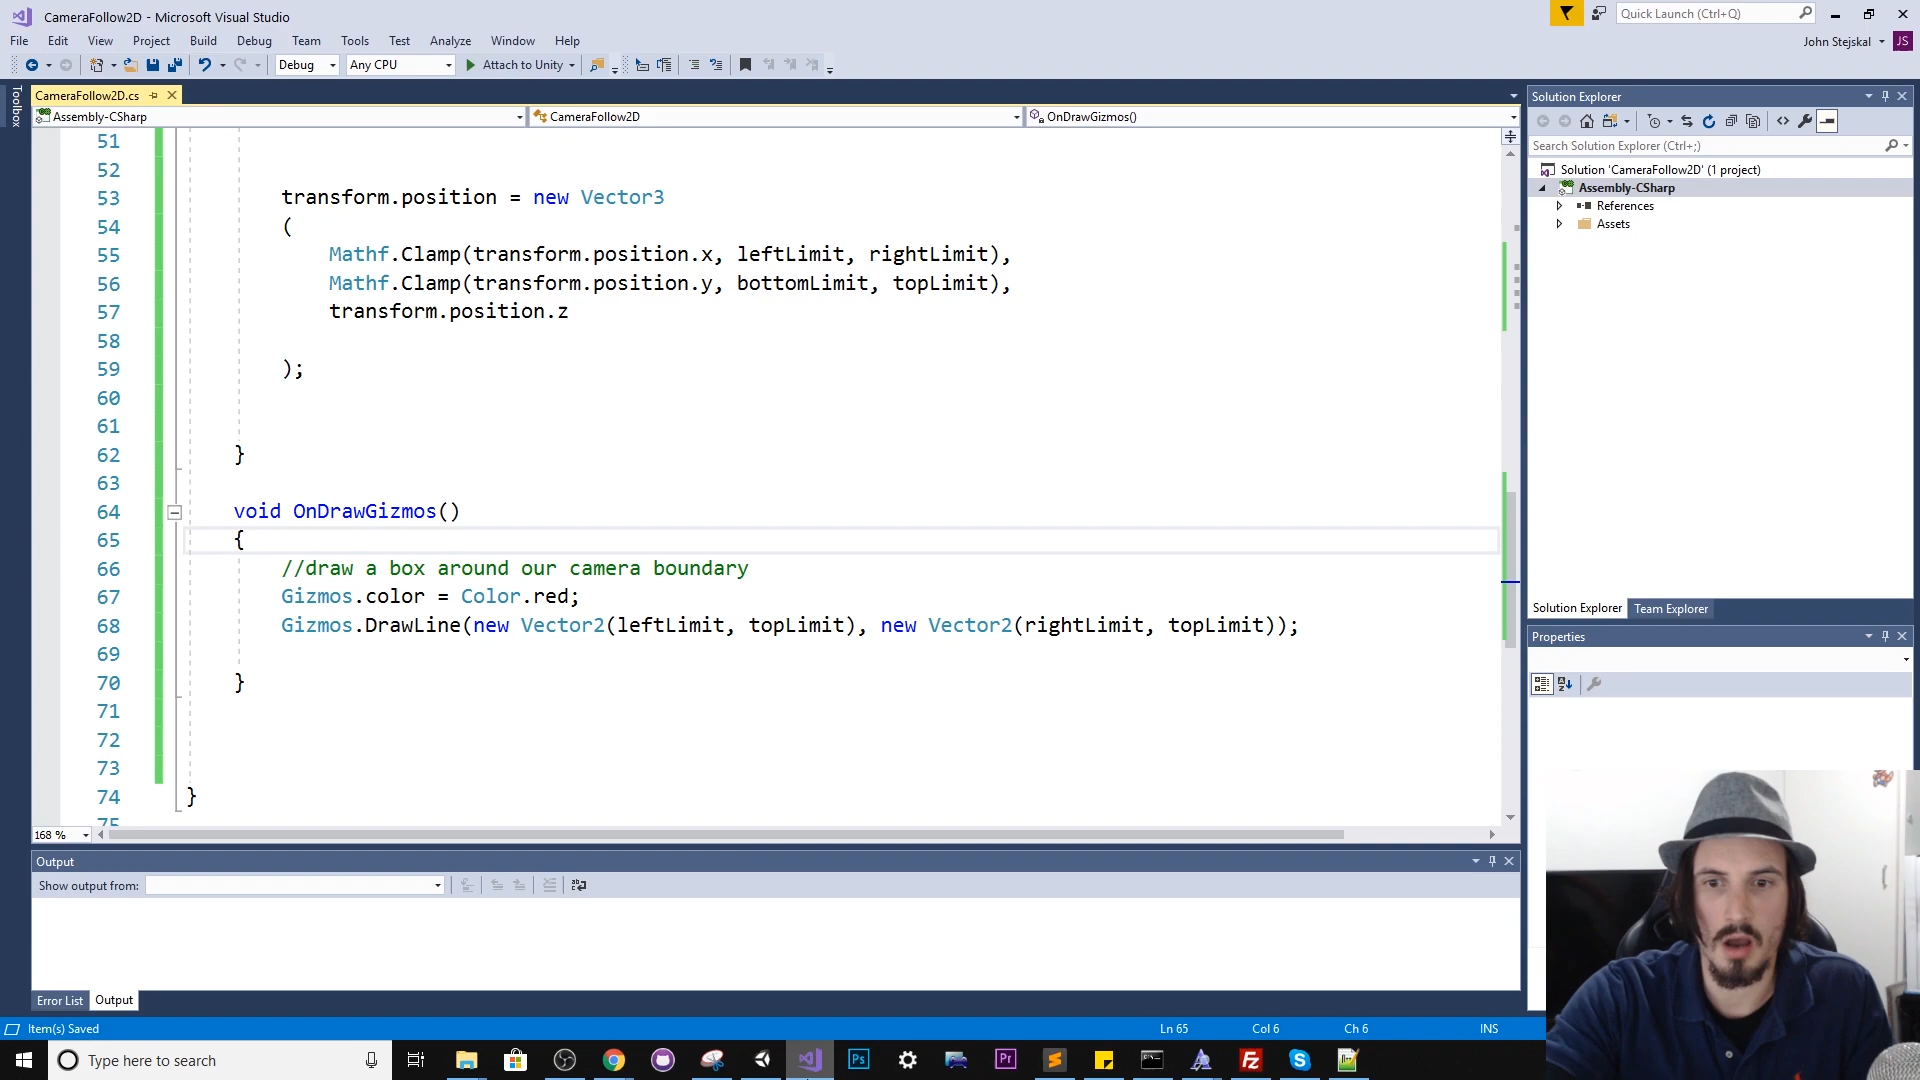 CameraFollow2D - Microsoft Visual Studio
Quick Launch (Ctrl+Q)
File Edit View Project Build Debug Team Tools Test Analyze Window Help
John Stejskal JS
Debug Any CPU Attach to Unity
Toolbox
CameraFollow2D.cs
Assembly-CSharp CameraFollow2D OnDrawGizmos()
51
52
53 transform.position = new Vector3
54 (
55 Mathf.Clamp(transform.position.x, leftLimit, rightLimit),
56 Mathf.Clamp(transform.position.y, bottomLimit, topLimit),
57 transform.position.z
58
59 );
60
61
62 }
63
64 void OnDrawGizmos()
65 {
66 //draw a box around our camera boundary
67 Gizmos.color = Color.red;
68 Gizmos.DrawLine(new Vector2(leftLimit, topLimit), new Vector2(rightLimit, topLimit));
69
70 }
71
72
73
74 }
75
168 %
Solution Explorer
Search Solution Explorer (Ctrl+;)
Solution 'CameraFollow2D' (1 project)
Assembly-CSharp
References
Assets
Solution Explorer Team Explorer
Properties
Output
Show output from:
Error List Output
Item(s) Saved Ln 65 Col 6 Ch 6 INS
Type here to search
Ps
Pr
Fz